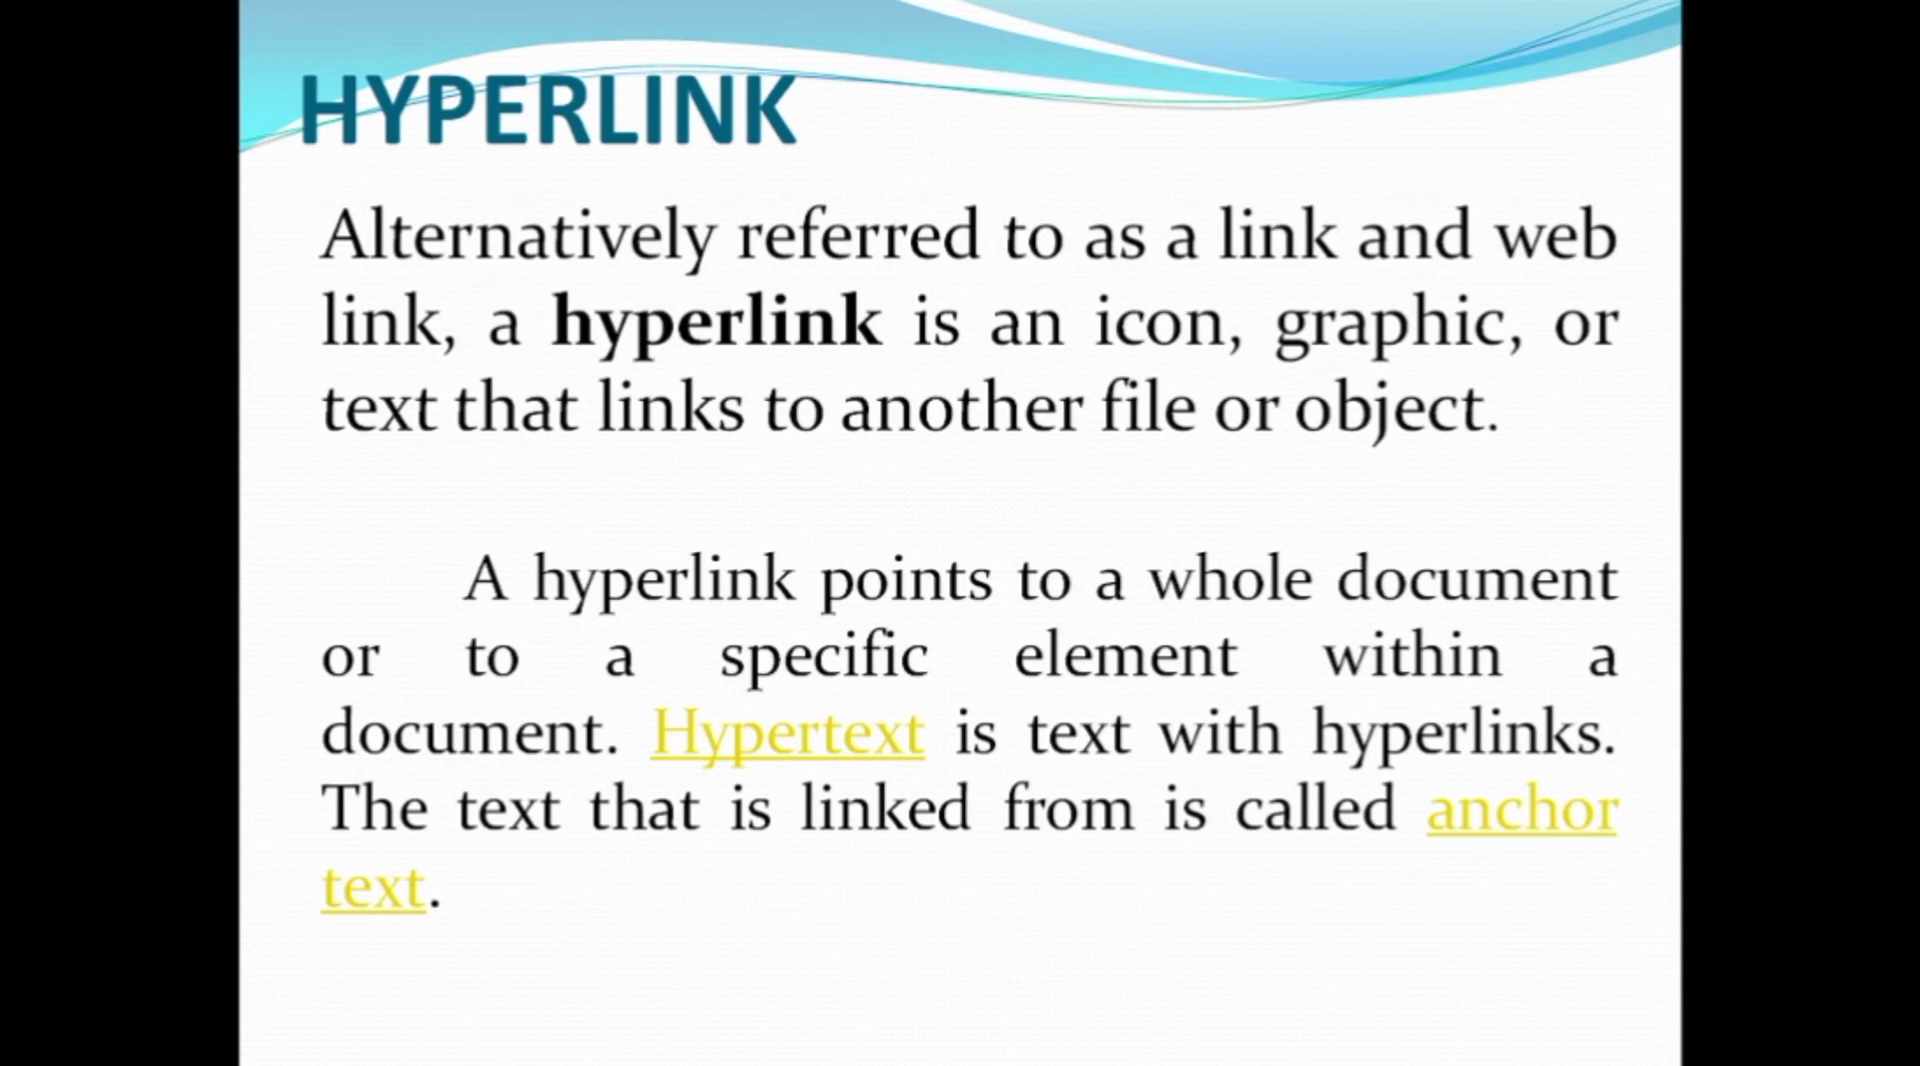 HYPERLINK
Alternatively referred to as a link and web
link, a hyperlink is an icon, graphic, or
text that links to another file or object.
A hyperlink points to a whole document
or to a specific element within a
document. Hypertext is text with hyperlinks.
The text that is linked from is called anchor
text.